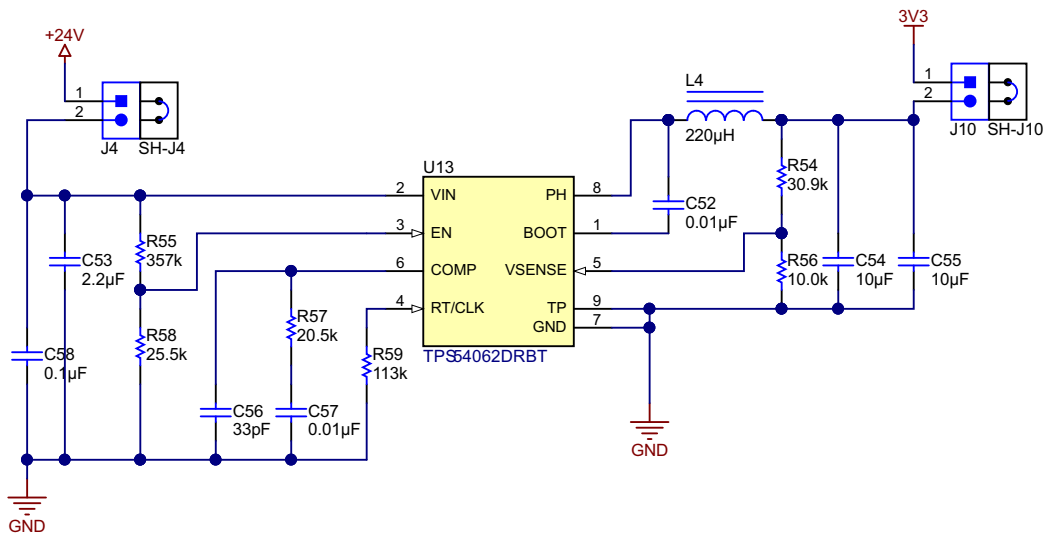 +24V
3V3
1
2
J4
SH-J4
1
2
J10
SH-J10
L4
220µH
U13
2
VIN
3
EN
6
COMP
4
RT/CLK
PH
8
BOOT
1
VSENSE
5
TP
9
GND
7
TPS54062DRBT
C52
0.01µF
R54
30.9k
R56
10.0k
C54
10µF
C55
10µF
C53
2.2µF
R55
357k
R58
25.5k
C58
0.1µF
R57
20.5k
R59
113k
C56
33pF
C57
0.01µF
GND
GND